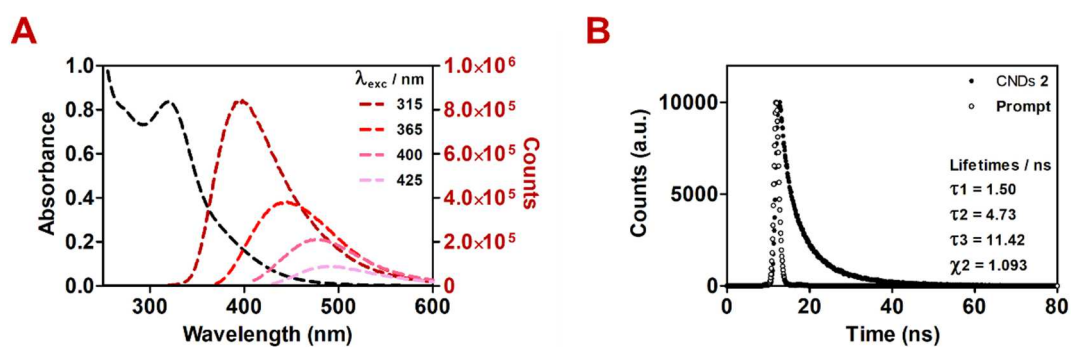 A
Absorbance
1.0
0.8
0.6
0.4
0.2
0.0
300
400
500
600
Wavelength (nm)
λexc / nm
315
365
400
425
1.0×10⁶
8.0×10⁵
6.0×10⁵
4.0×10⁵
2.0×10⁵
0
Counts
B
Counts (a.u.)
10000
5000
0
0
20
40
60
80
Time (ns)
CNDs 2
Prompt
Lifetimes / ns
τ1 = 1.50
τ2 = 4.73
τ3 = 11.42
χ2 = 1.093